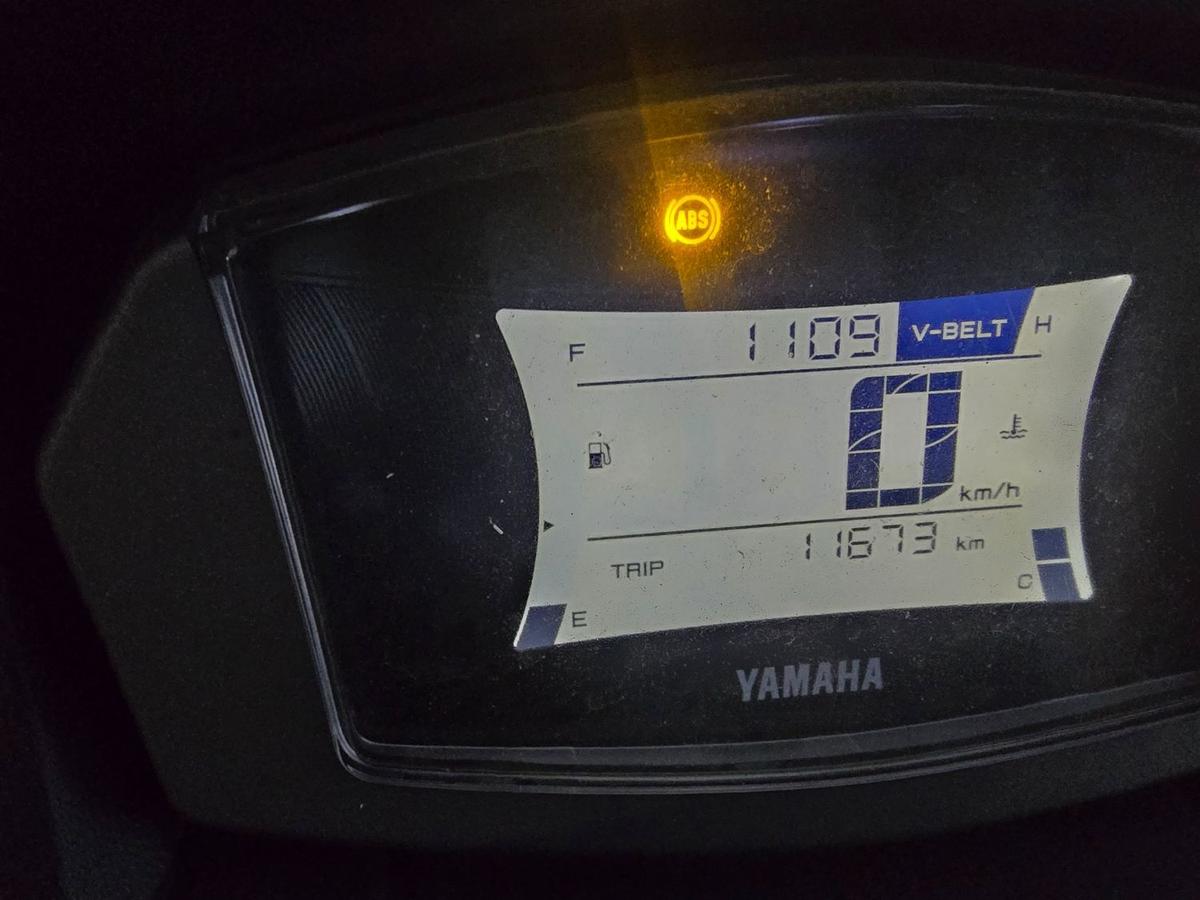 ABS
F 1109 V-BELT H
0 km/h
TRIP 11673 km
E C
YAMAHA